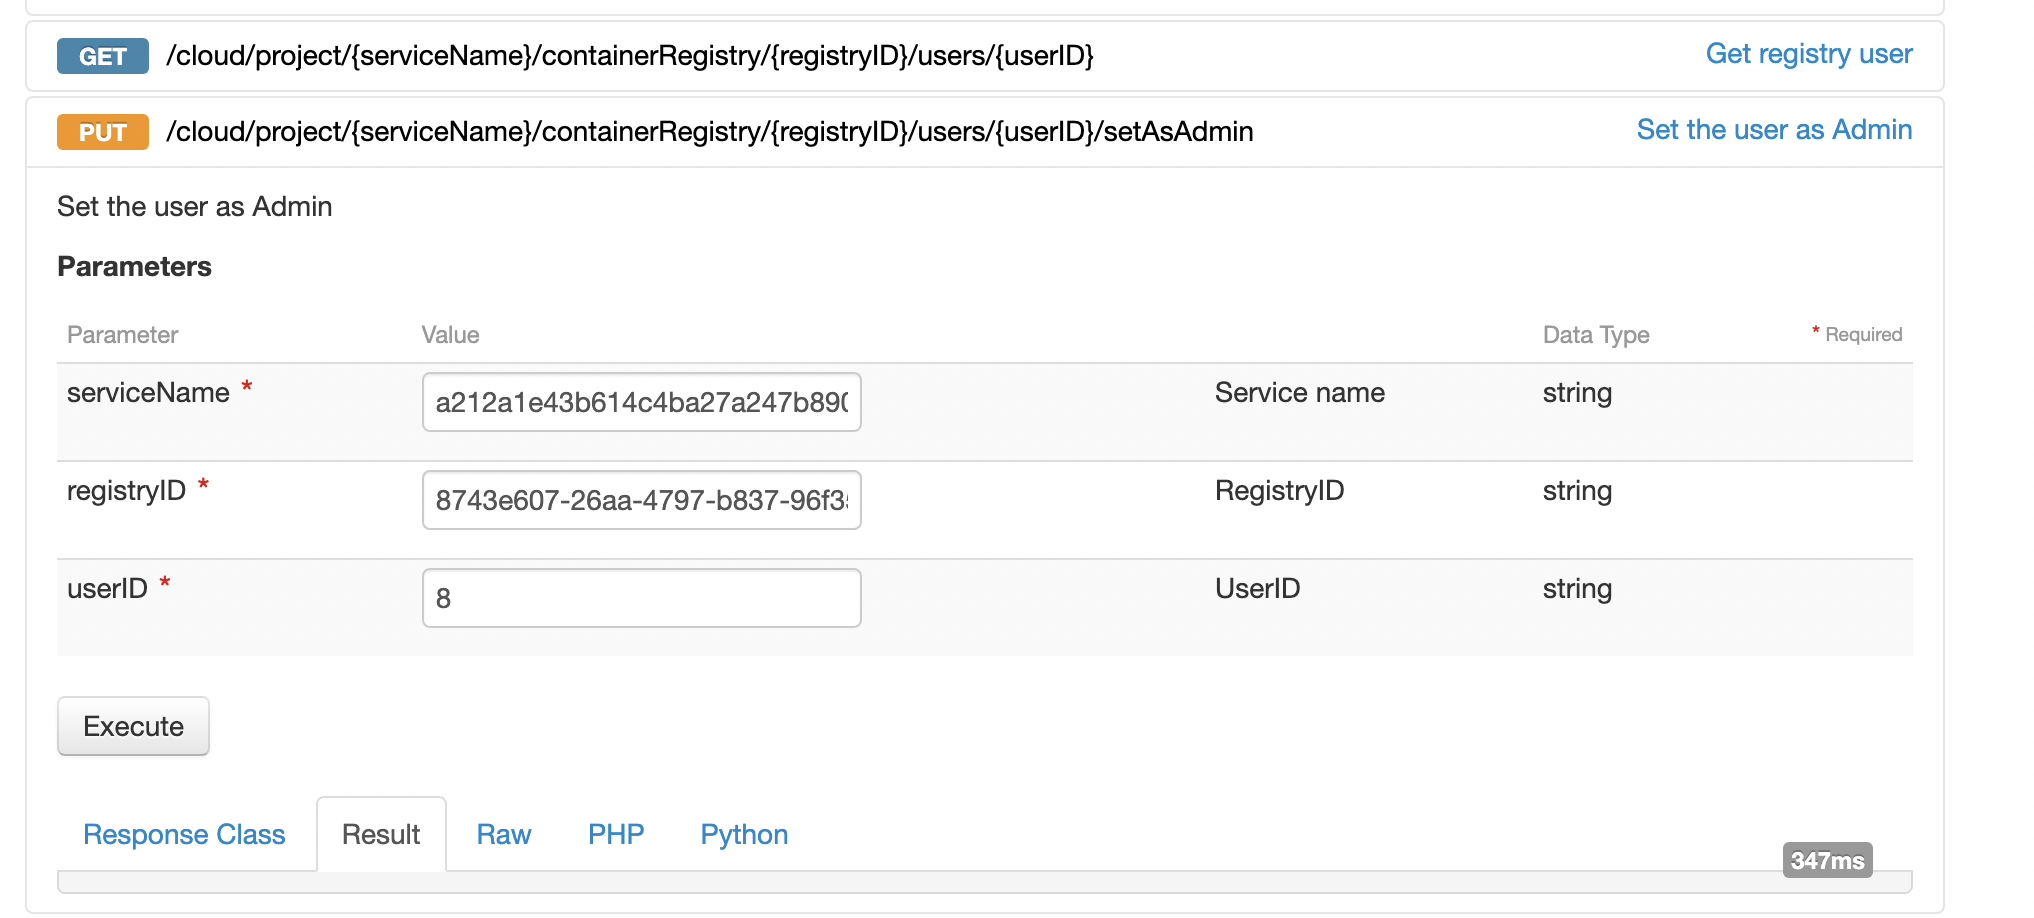 GET /cloud/project/{serviceName}/containerRegistry/{registryID}/users/{userID} Get registry user
PUT /cloud/project/{serviceName}/containerRegistry/{registryID}/users/{userID}/setAsAdmin Set the user as Admin
Set the user as Admin
Parameters
Parameter Value Data Type * Required
serviceName * a212a1e43b614c4ba27a247b890 Service name string
registryID * 8743e607-26aa-4797-b837-96f3 RegistryID string
userID * 8 UserID string
Execute
Response Class Result Raw PHP Python
347ms